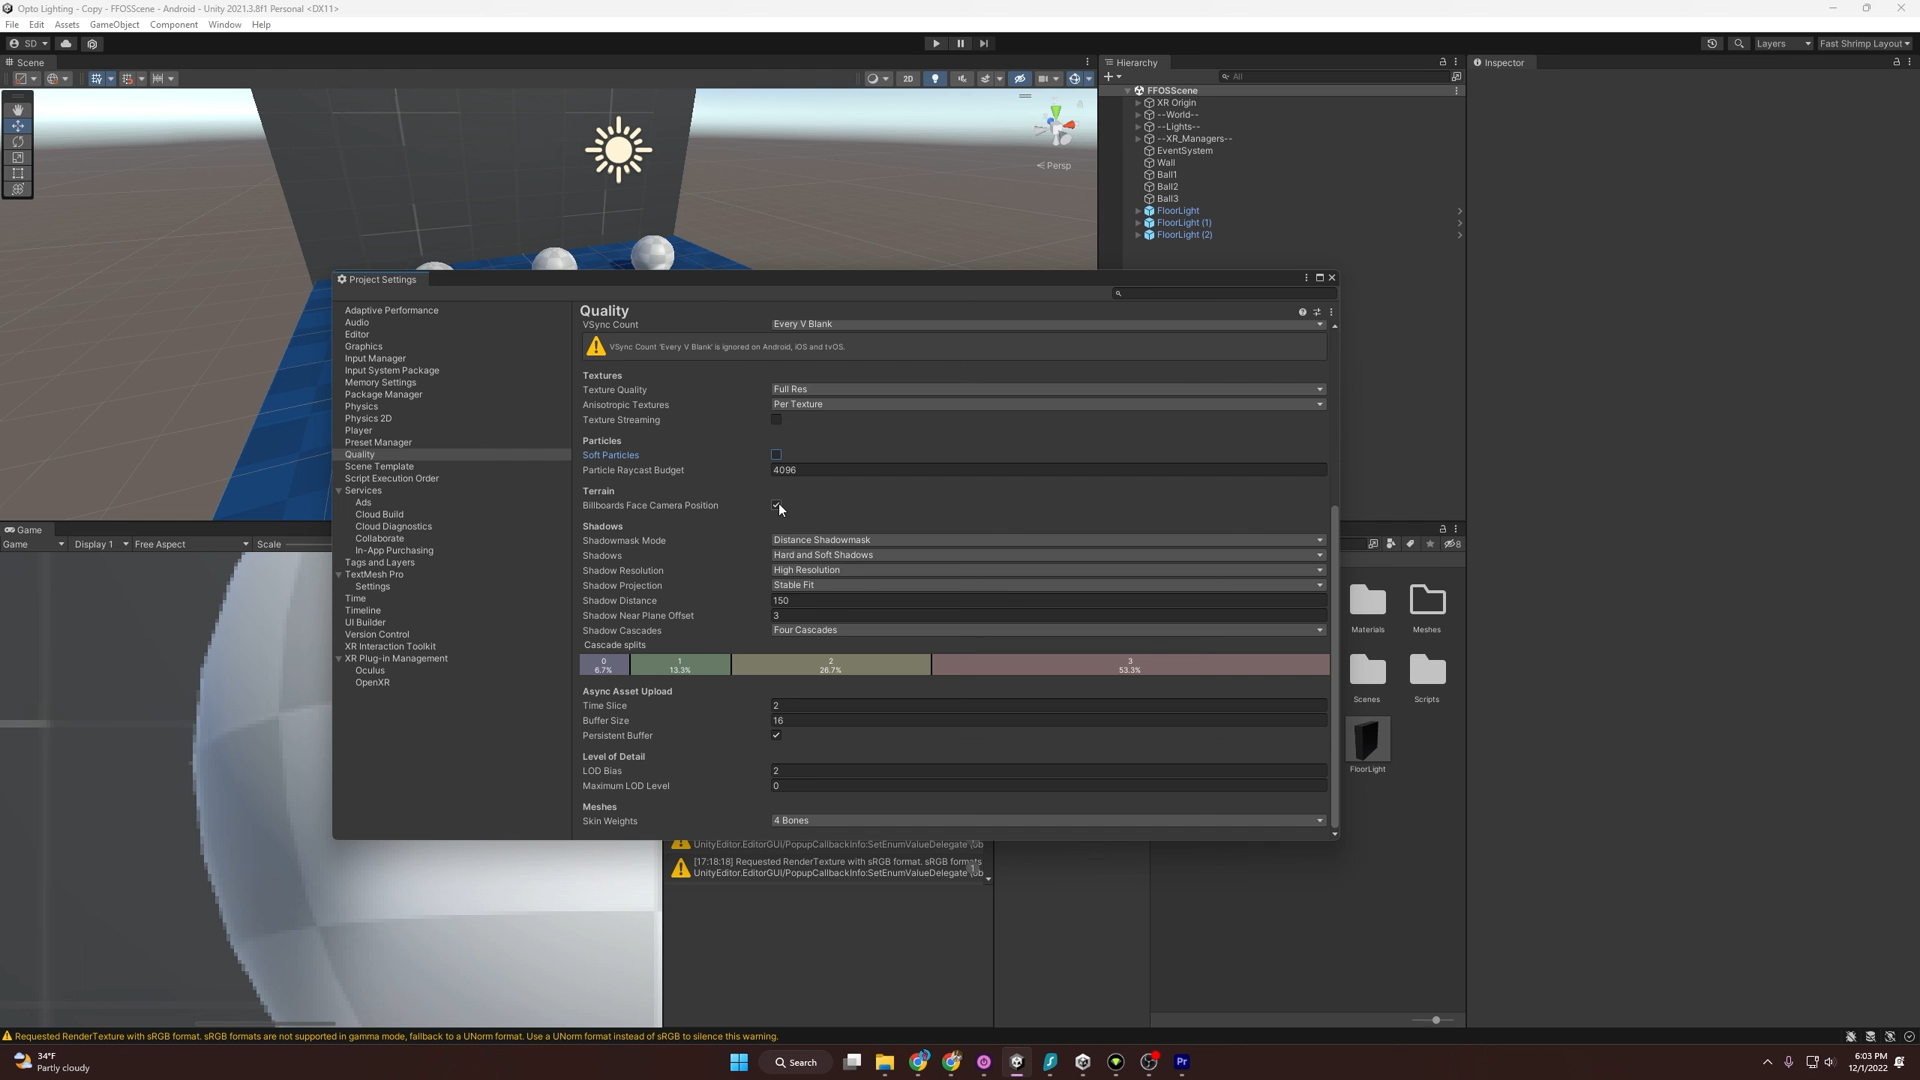 Opto Lighting - Copy - FFOSScene - Android - Unity 2021.3.8f1 Personal <DX11>
File Edit Assets GameObject Component Window Help
SD Layers Fast Shrimp Layout
Scene
2D
Persp
Hierarchy
All
FFOSScene
XR Origin
--World--
--Lights--
--XR_Managers--
EventSystem
Wall
Ball1
Ball2
Ball3
FloorLight
FloorLight (1)
FloorLight (2)
Inspector
Project Settings
Adaptive Performance
Audio
Editor
Graphics
Input Manager
Input System Package
Memory Settings
Package Manager
Physics
Physics 2D
Player
Preset Manager
Quality
Scene Template
Script Execution Order
Services
Ads
Cloud Build
Cloud Diagnostics
Collaborate
In-App Purchasing
Tags and Layers
TextMesh Pro
Settings
Time
Timeline
UI Builder
Version Control
XR Interaction Toolkit
XR Plug-in Management
Oculus
OpenXR
Quality
VSync Count Every V Blank
VSync Count 'Every V Blank' is ignored on Android, iOS and tvOS.
Textures
Texture Quality Full Res
Anisotropic Textures Per Texture
Texture Streaming
Particles
Soft Particles
Particle Raycast Budget 4096
Terrain
Billboards Face Camera Position
Shadows
Shadowmask Mode Distance Shadowmask
Shadows Hard and Soft Shadows
Shadow Resolution High Resolution
Shadow Projection Stable Fit
Shadow Distance 150
Shadow Near Plane Offset 3
Shadow Cascades Four Cascades
Cascade splits
0 1 2 3
6.7% 13.3% 26.7% 53.3%
Async Asset Upload
Time Slice 2
Buffer Size 16
Persistent Buffer
Level of Detail
LOD Bias 2
Maximum LOD Level 0
Meshes
Skin Weights 4 Bones
Game
Game Display 1 Free Aspect Scale
8
Materials Meshes
Scenes Scripts
FloorLight
UnityEditor.EditorGUI/PopupCallbackInfo:SetEnumValueDelegate
[17:18:18] Requested RenderTexture with sRGB format. sRGB formats
UnityEditor.EditorGUI/PopupCallbackInfo:SetEnumValueDelegate
1
Requested RenderTexture with sRGB format. sRGB formats are not supported in gamma mode, fallback to a UNorm format. Use a UNorm format instead of sRGB to silence this warning.
34°F
Partly cloudy
Search
Pr
6:03 PM
12/1/2022